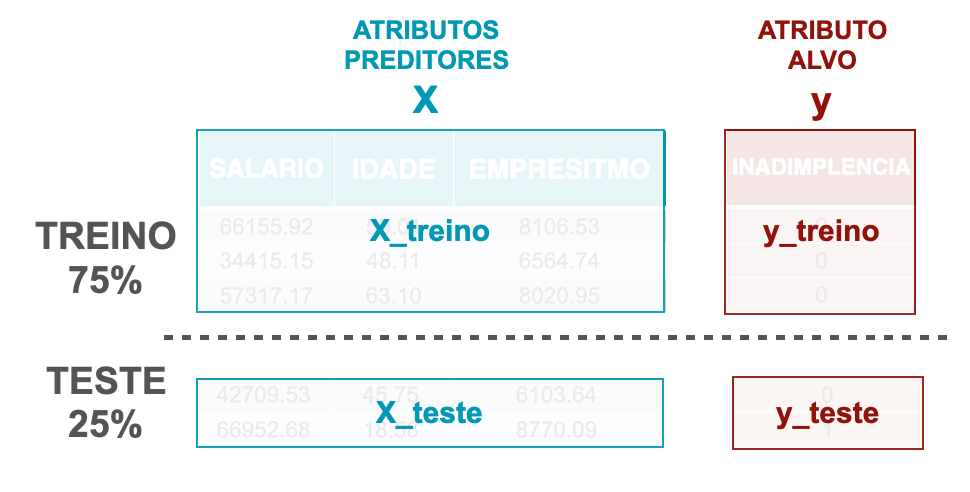 ATRIBUTOS
PREDITORES
X
ATRIBUTO
ALVO
y
SALARIO IDADE EMPRESITMO INADIMPLENCIA
TREINO
75%
66155.92 8106.53
X_treino y_treino
34415.15 48.11 6564.74 0
57317.17 63.10 8020.95 0
TESTE
25%
42709.53 45.75 6103.64 0
X_teste y_teste
66952.68 18.58 8770.09 1